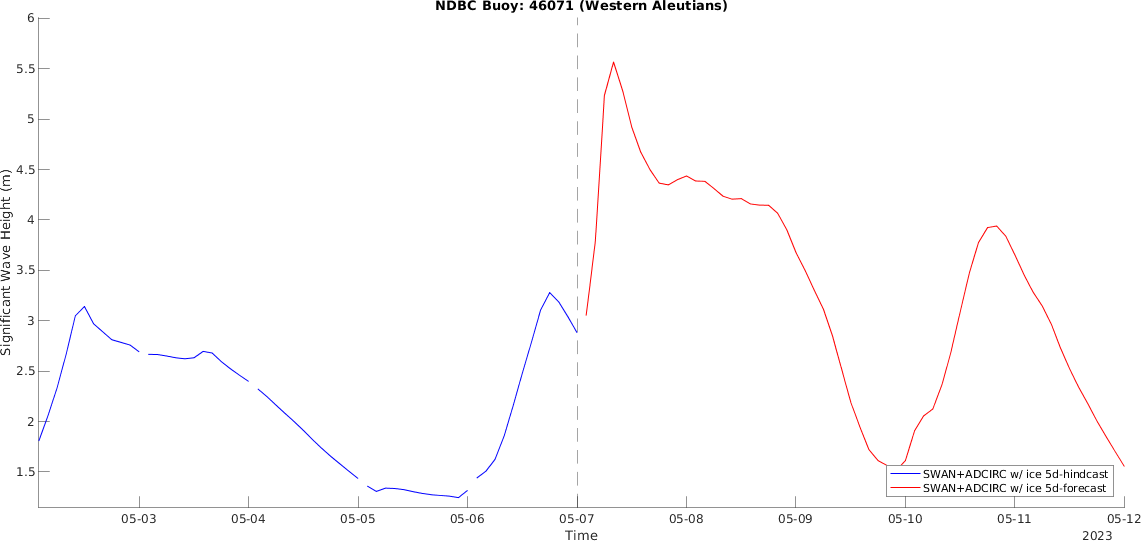 NDBC Buoy: 46071 (Western Aleutians)
Significant Wave Height (m)
6
5.5
5
4.5
4
3.5
3
2.5
2
1.5
SWAN+ADCIRC w/ ice 5d-hindcast
SWAN+ADCIRC w/ ice 5d-forecast
05-03 05-04 05-05 05-06 05-07 05-08 05-09 05-10 05-11 05-12
Time
2023